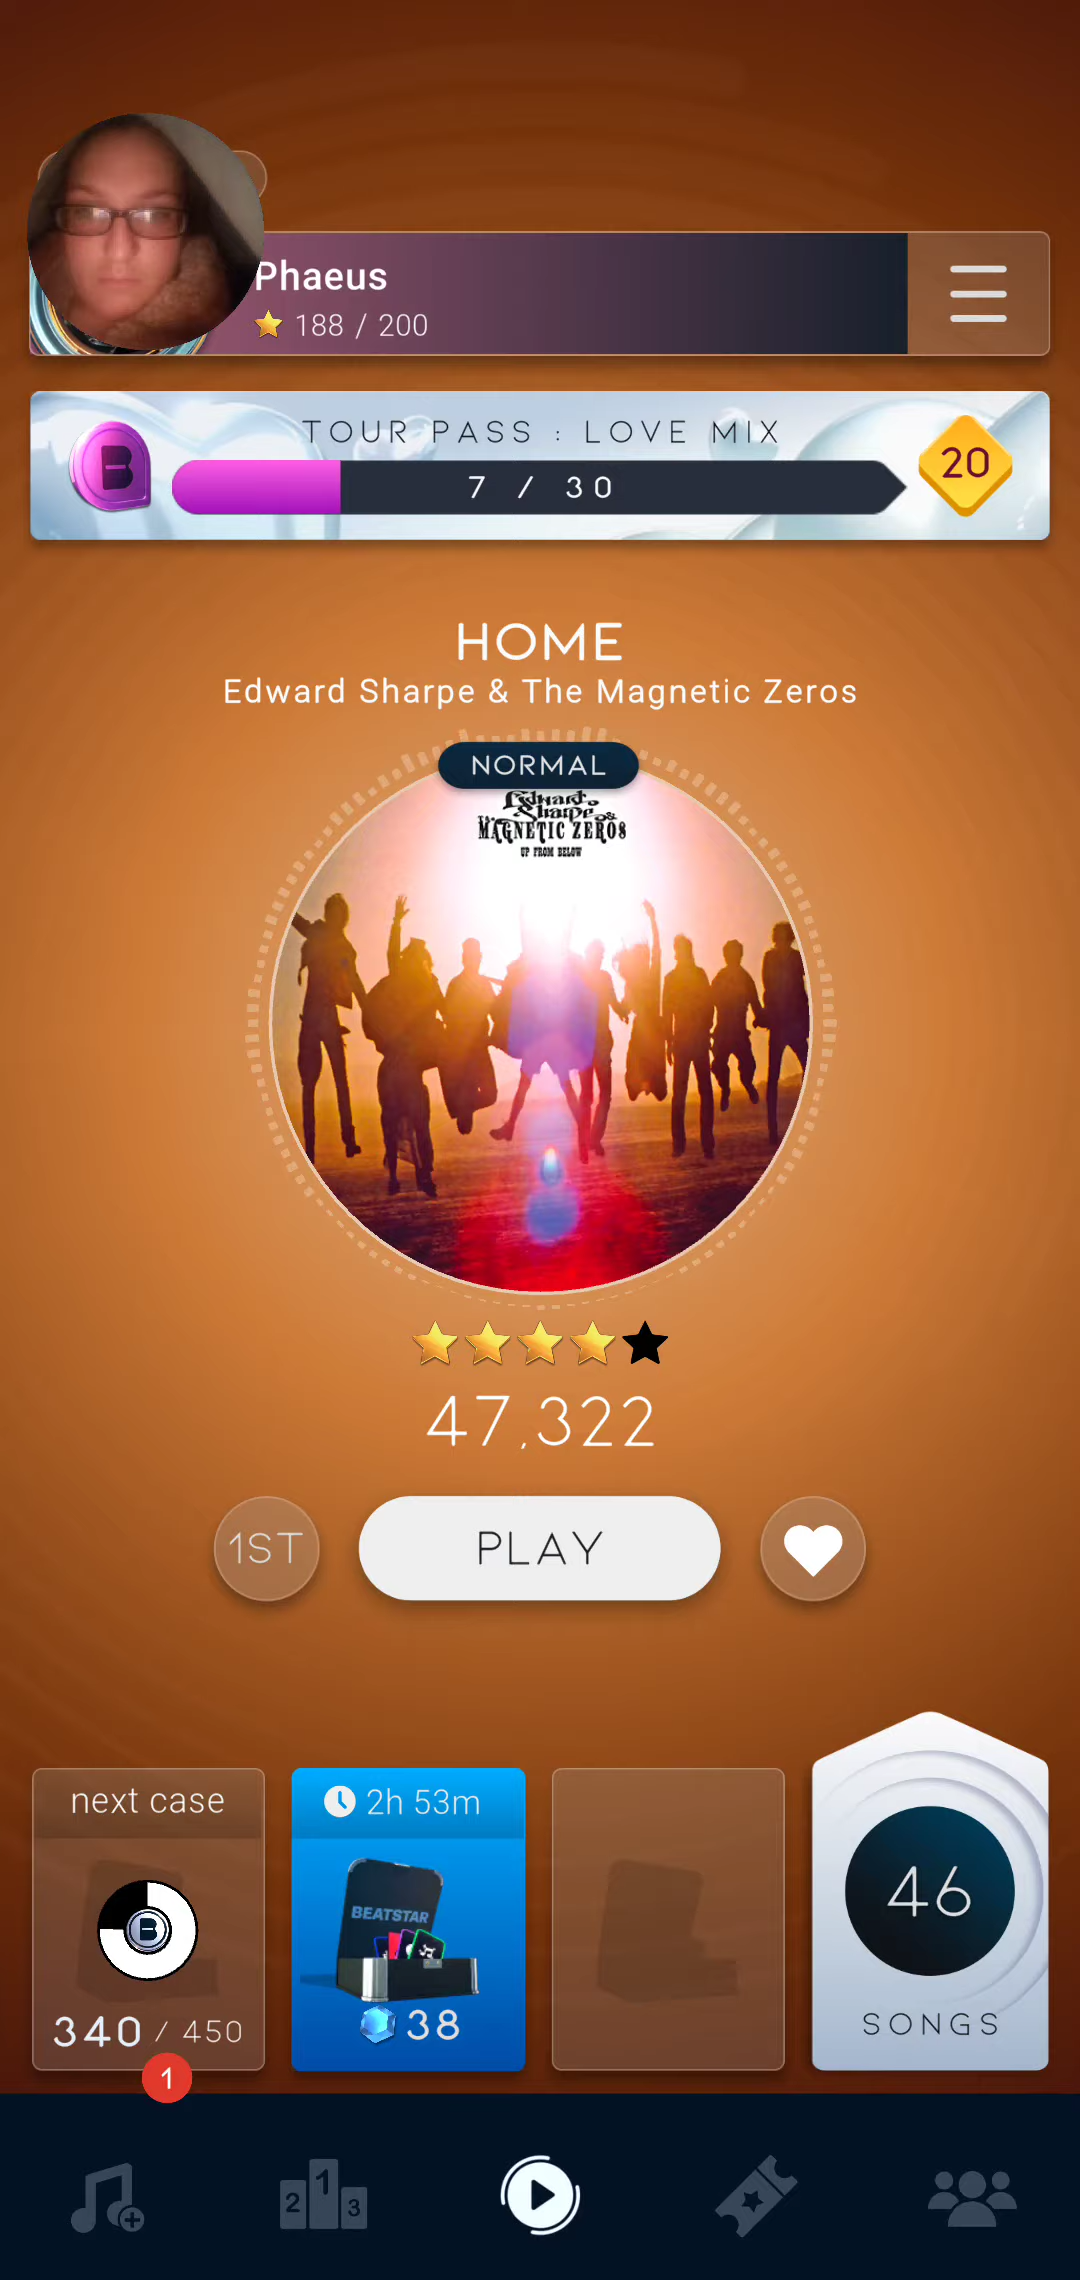 Phaeus
188 / 200
TOUR PASS : LOVE MIX
B
7 / 30
20
HOME
Edward Sharpe & The Magnetic Zeros
NORMAL
Edward
Sharpe &
MAGNETIC ZEROS
UP FROM BELOW
47,322
1ST
PLAY
next case
B
340 / 450
2h 53m
BEATSTAR
38
46
SONGS
1
2 1 3